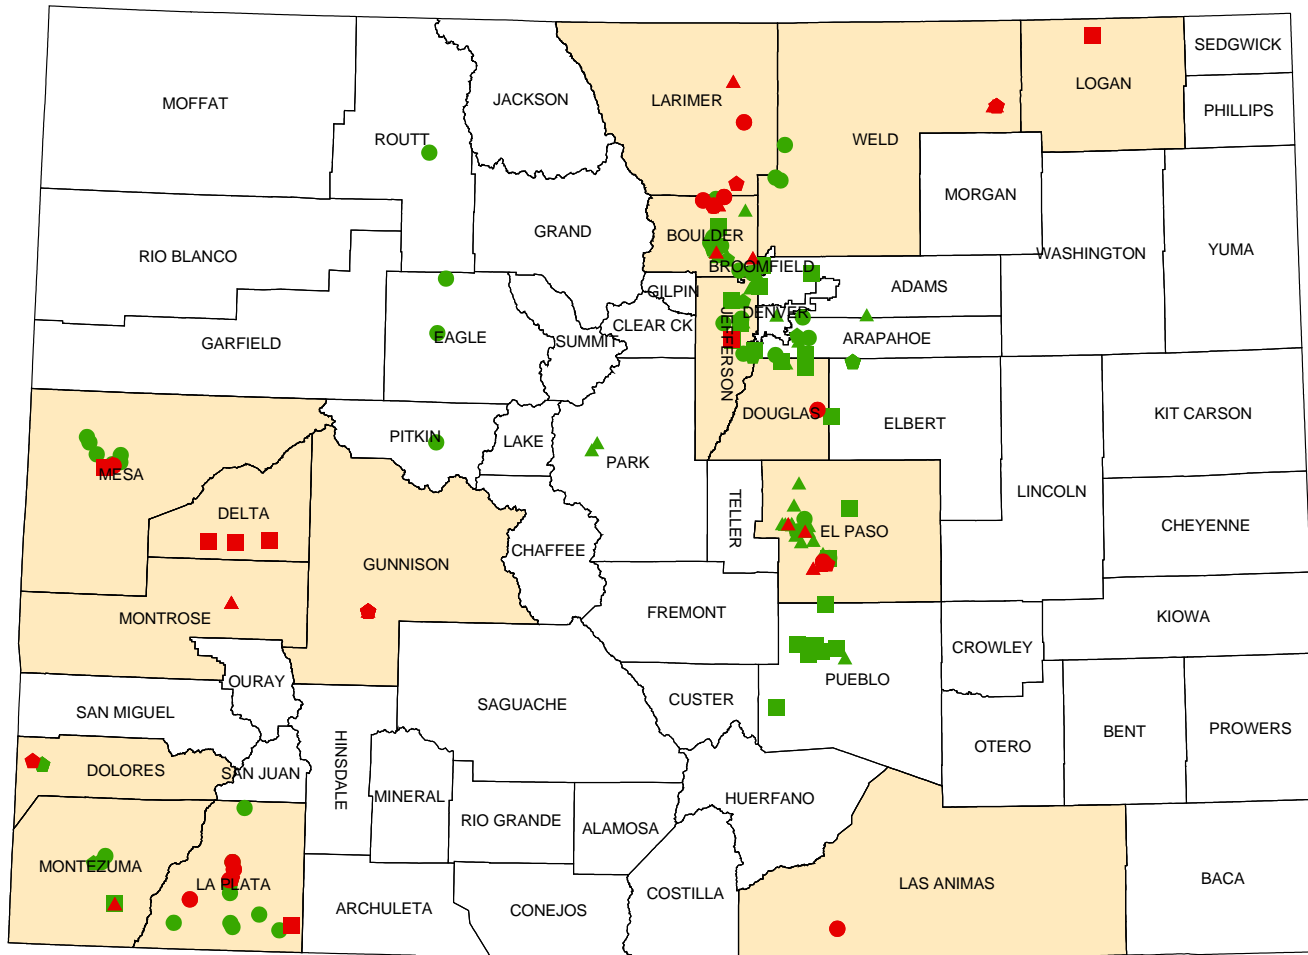 SEDGWICK
LOGAN
JACKSON
LARIMER
MOFFAT
PHILLIPS
ROUTT
WELD
MORGAN
GRAND
BOULDER
YUMA
WASHINGTON
RIO BLANCO
BROOMFIELD
ADAMS
GILPIN
DENVER
CLEAR CK
ARAPAHOE
EAGLE
SUMMIT
GARFIELD
JEFFERSON
DOUGLAS
KIT CARSON
ELBERT
PITKIN
LAKE
PARK
MESA
LINCOLN
DELTA
TELLER
CHEYENNE
EL PASO
CHAFFEE
GUNNISON
FREMONT
KIOWA
MONTROSE
CROWLEY
OURAY
PUEBLO
CUSTER
SAGUACHE
SAN MIGUEL
PROWERS
BENT
OTERO
HINSDALE
DOLORES
SAN JUAN
MINERAL
HUERFANO
RIO GRANDE
ALAMOSA
MONTEZUMA
LA PLATA
LAS ANIMAS
BACA
COSTILLA
ARCHULETA
CONEJOS